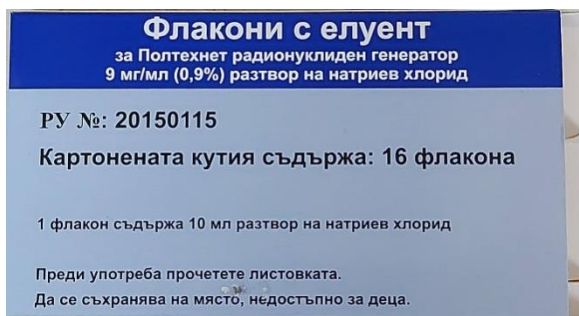 Флакони с елуент
за Полтехнет радионуклиден генератор
9 мг/мл (0,9%) разтвор на натриев хлорид
РУ №: 20150115
Картонената кутия съдържа: 16 флакона
1 флакон съдържа 10 мл разтвор на натриев хлорид
Преди употреба прочетете листовката.
Да се съхранява на място, недостъпно за деца.